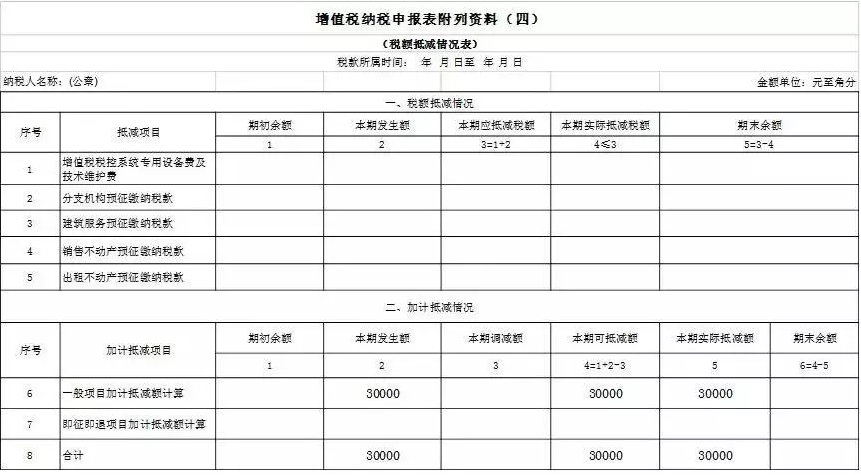 增值税纳税申报表附列资料（四）
（税额抵减情况表）
税款所属时间： 年 月 日至 年 月 日
纳税人名称：(公章) 金额单位：元至角分
一、税额抵减情况
序号 抵减项目 期初余额 本期发生额 本期应抵减税额 本期实际抵减税额 期末余额
1 2 3=1+2 4≤3 5=3-4
1 增值税税控系统专用设备费及
技术维护费
2 分支机构预征缴纳税款
3 建筑服务预征缴纳税款
4 销售不动产预征缴纳税款
5 出租不动产预征缴纳税款
二、加计抵减情况
序号 加计抵减项目 期初余额 本期发生额 本期调减额 本期可抵减额 本期实际抵减额 期末余额
1 2 3 4=1+2-3 5 6=4-5
6 一般项目加计抵减额计算 30000 30000 30000
7 即征即退项目加计抵减额计算
8 合计 30000 30000 30000